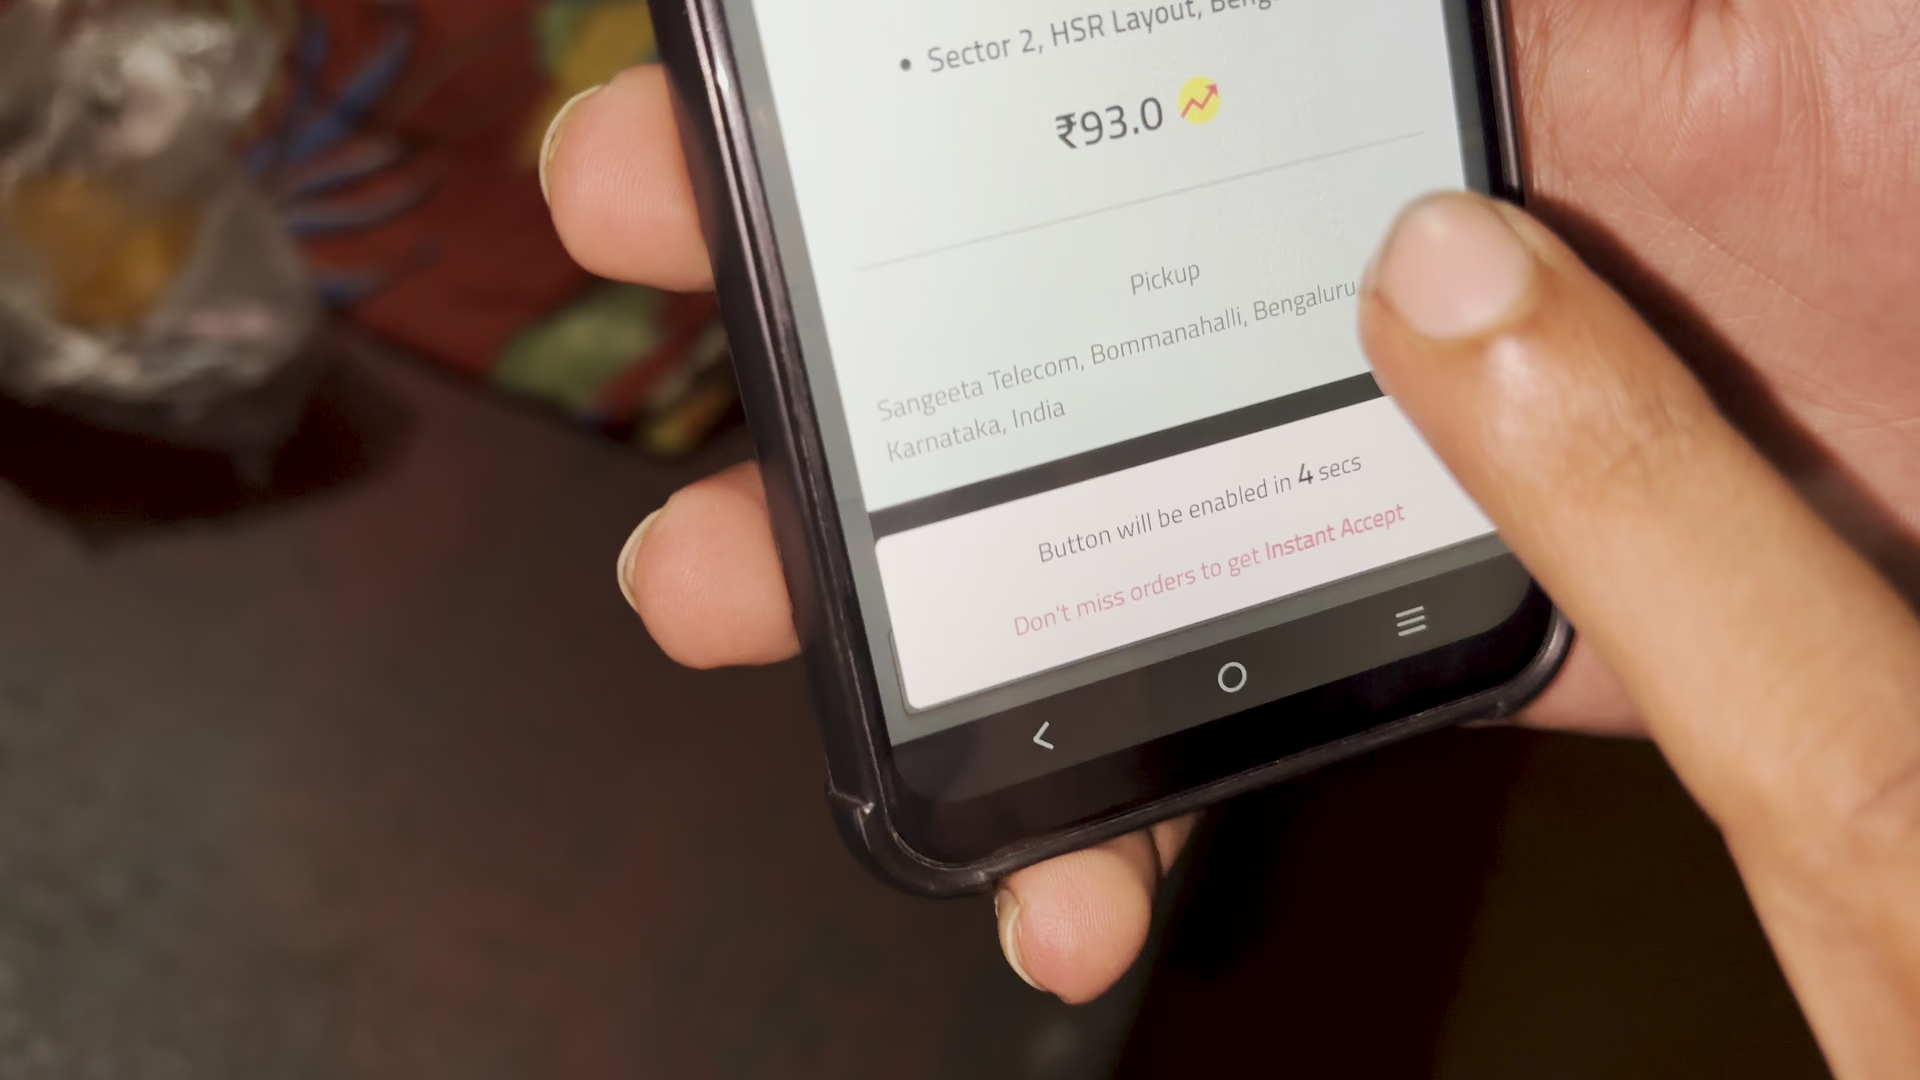 • Sector 2, HSR Layout,
₹93.0
Pickup
Sangeeta Telecom, Bommanahalli, Bengaluru,
Karnataka, India
Button will be enabled in 4 secs
Don't miss orders to get Instant Accept